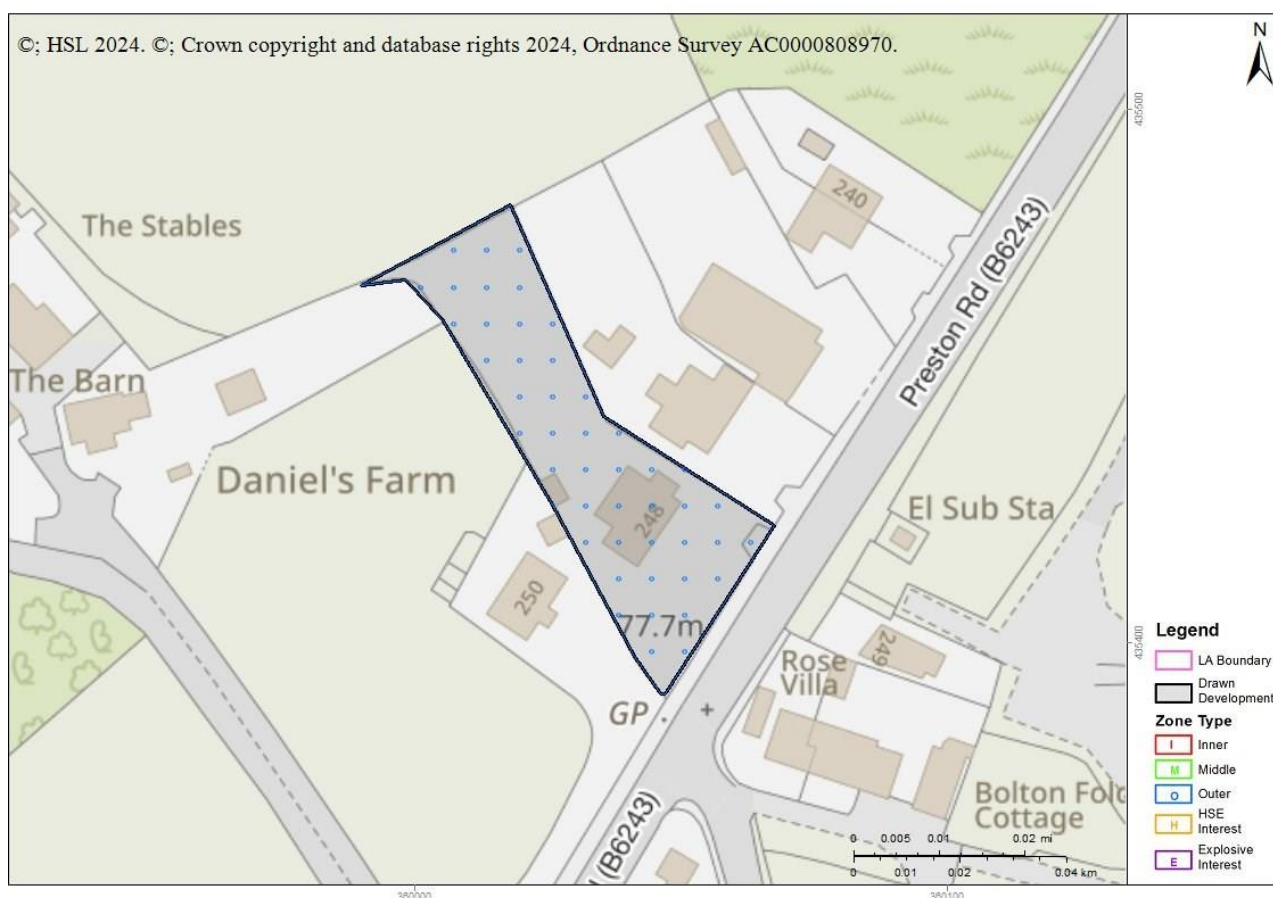 ©; HSL 2024. ©; Crown copyright and database rights 2024, Ordnance Survey AC0000808970.
N
435500
The Stables
240
Preston Rd (B6243)
The Barn
Daniel's Farm
248
El Sub Sta
250
77.7m
435400
Rose
Villa
249
GP
Bolton Fold
Cottage
(B6243)
0 0.005 0.01 0.02 mi
0 0.01 0.02 0.04 km
360000
360100
Legend
LA Boundary
Drawn
Development
Zone Type
I Inner
M Middle
O Outer
H HSE
Interest
E Explosive
Interest